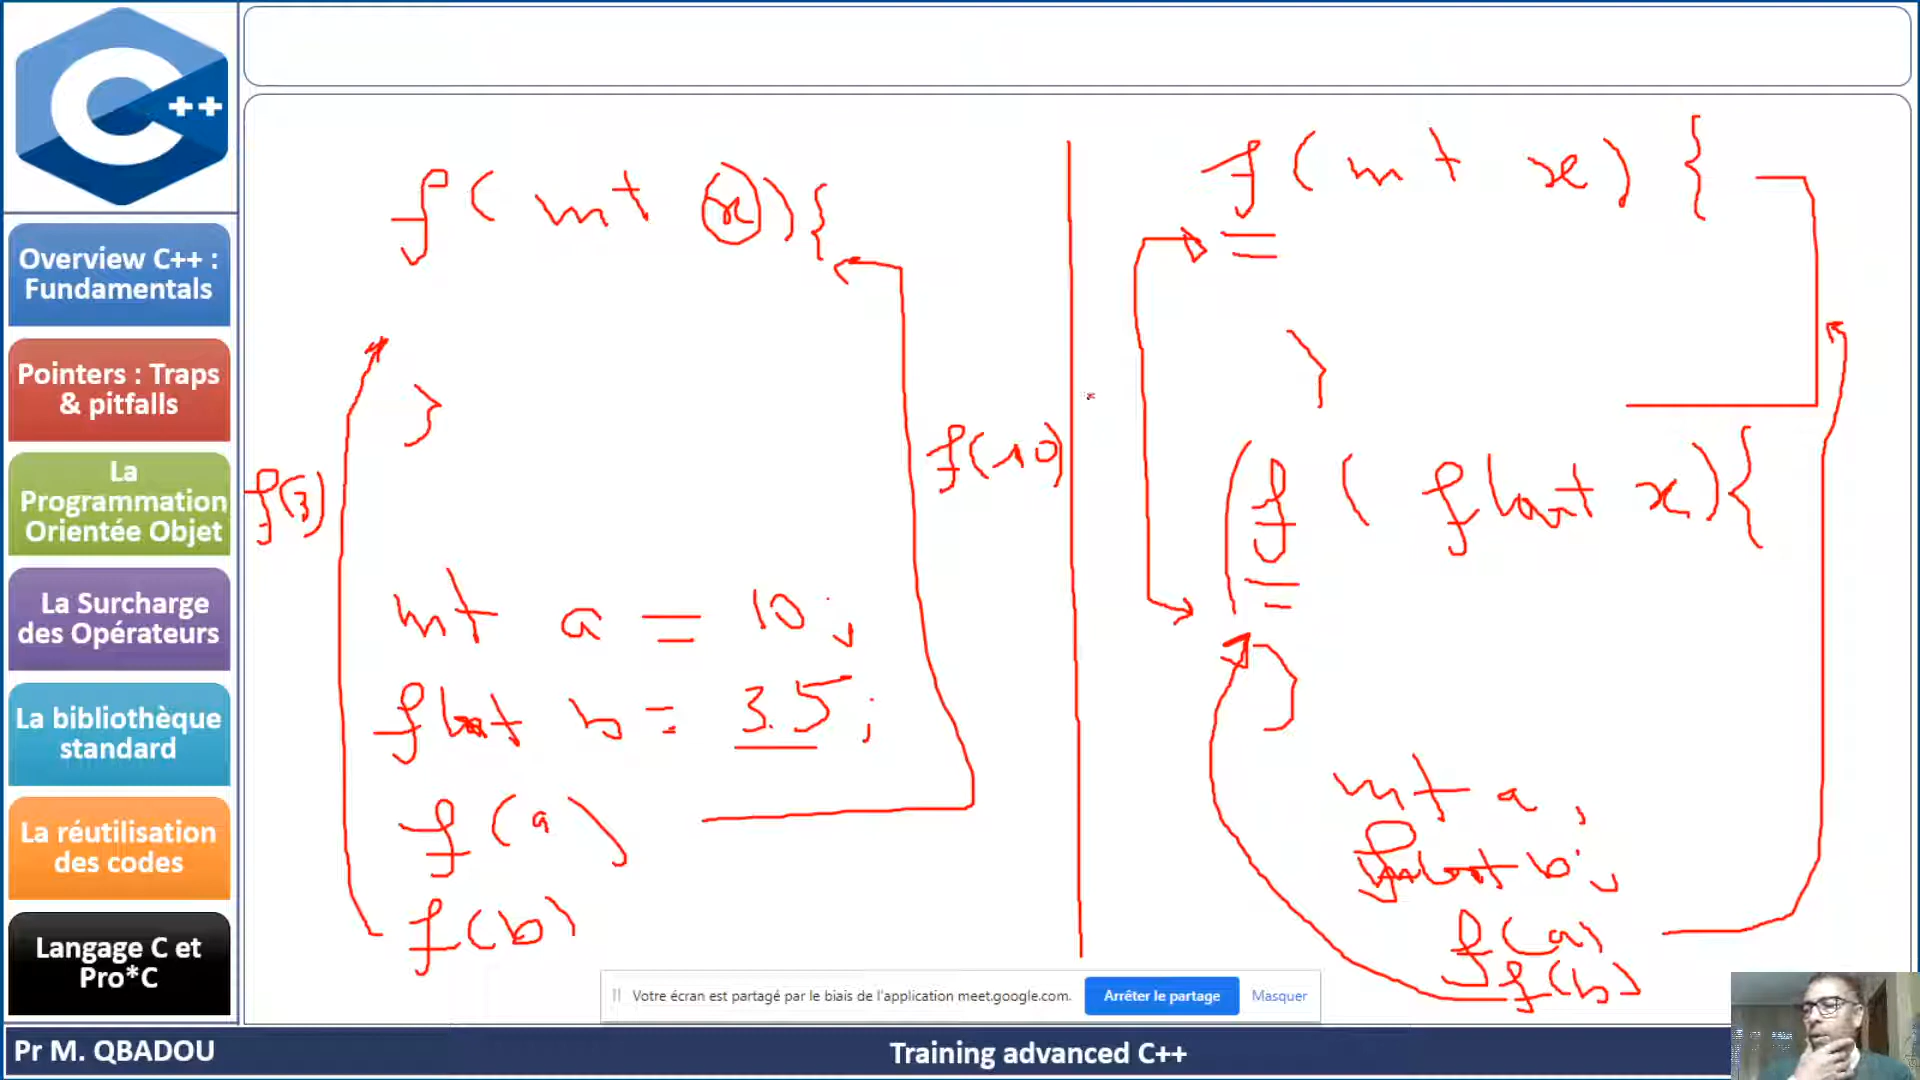 ++
Overview C++ :
Fundamentals
Pointers : Traps
& pitfalls
La
Programmation
Orientée Objet
La Surcharge
des Opérateurs
La bibliothèque
standard
La réutilisation
des codes
Langage C et
Pro*C
f(int x){
}
f(3)
f(10)
int a = 10;
float b = 3.5;
f(a)
f(b)
f(int x) {
}
f(float x){
}
int a;
float b;
f(a)
f(b)
Votre écran est partagé par le biais de l'application meet.google.com.
Arrêter le partage
Masquer
Pr M. QBADOU
Training advanced C++